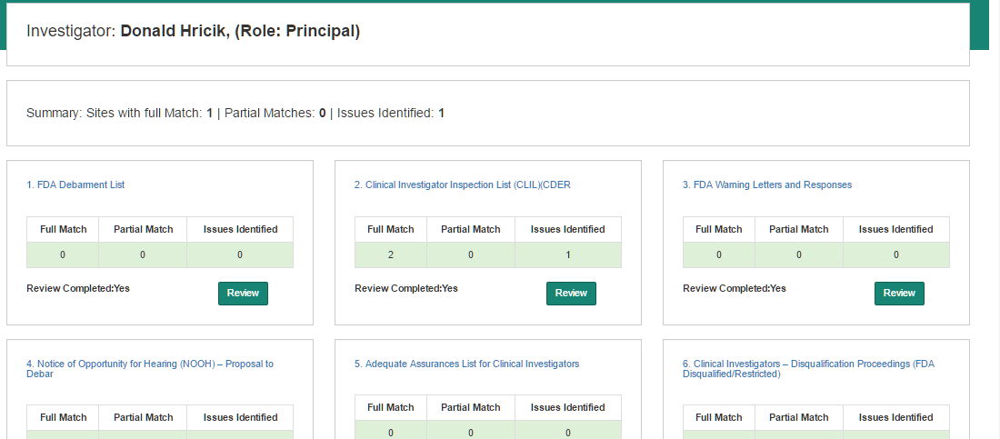 Investigator: Donald Hricik, (Role: Principal)
Summary: Sites with full Match: 1 | Partial Matches: 0 | Issues Identified: 1
1. FDA Debarment List
Full Match Partial Match Issues Identified
0 0 0
Review Completed:Yes Review
2. Clinical Investigator Inspection List (CLIL)(CDER
Full Match Partial Match Issues Identified
2 0 1
Review Completed:Yes Review
3. FDA Warning Letters and Responses
Full Match Partial Match Issues Identified
0 0 0
Review Completed:Yes Review
4. Notice of Opportunity for Hearing (NOOH) – Proposal to
Debar
Full Match Partial Match Issues Identified
5. Adequate Assurances List for Clinical Investigators
Full Match Partial Match Issues Identified
0 0 0
6. Clinical Investigators – Disqualification Proceedings (FDA
Disqualified/Restricted)
Full Match Partial Match Issues Identified